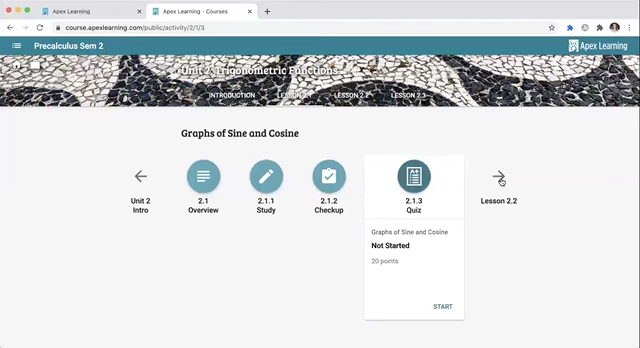 Apex Learning
Apex Learning - Courses
course.apexlearning.com/public/activity/2/1/3
Precalculus Sem 2
Apex Learning
Unit 2: Trigonometric Functions
INTRODUCTION
LESSON 2.1
LESSON 2.2
LESSON 2.3
Graphs of Sine and Cosine
Unit 2
Intro
2.1
Overview
2.1.1
Study
2.1.2
Checkup
A+
2.1.3
Quiz
Graphs of Sine and Cosine
Not Started
20 points
START
Lesson 2.2